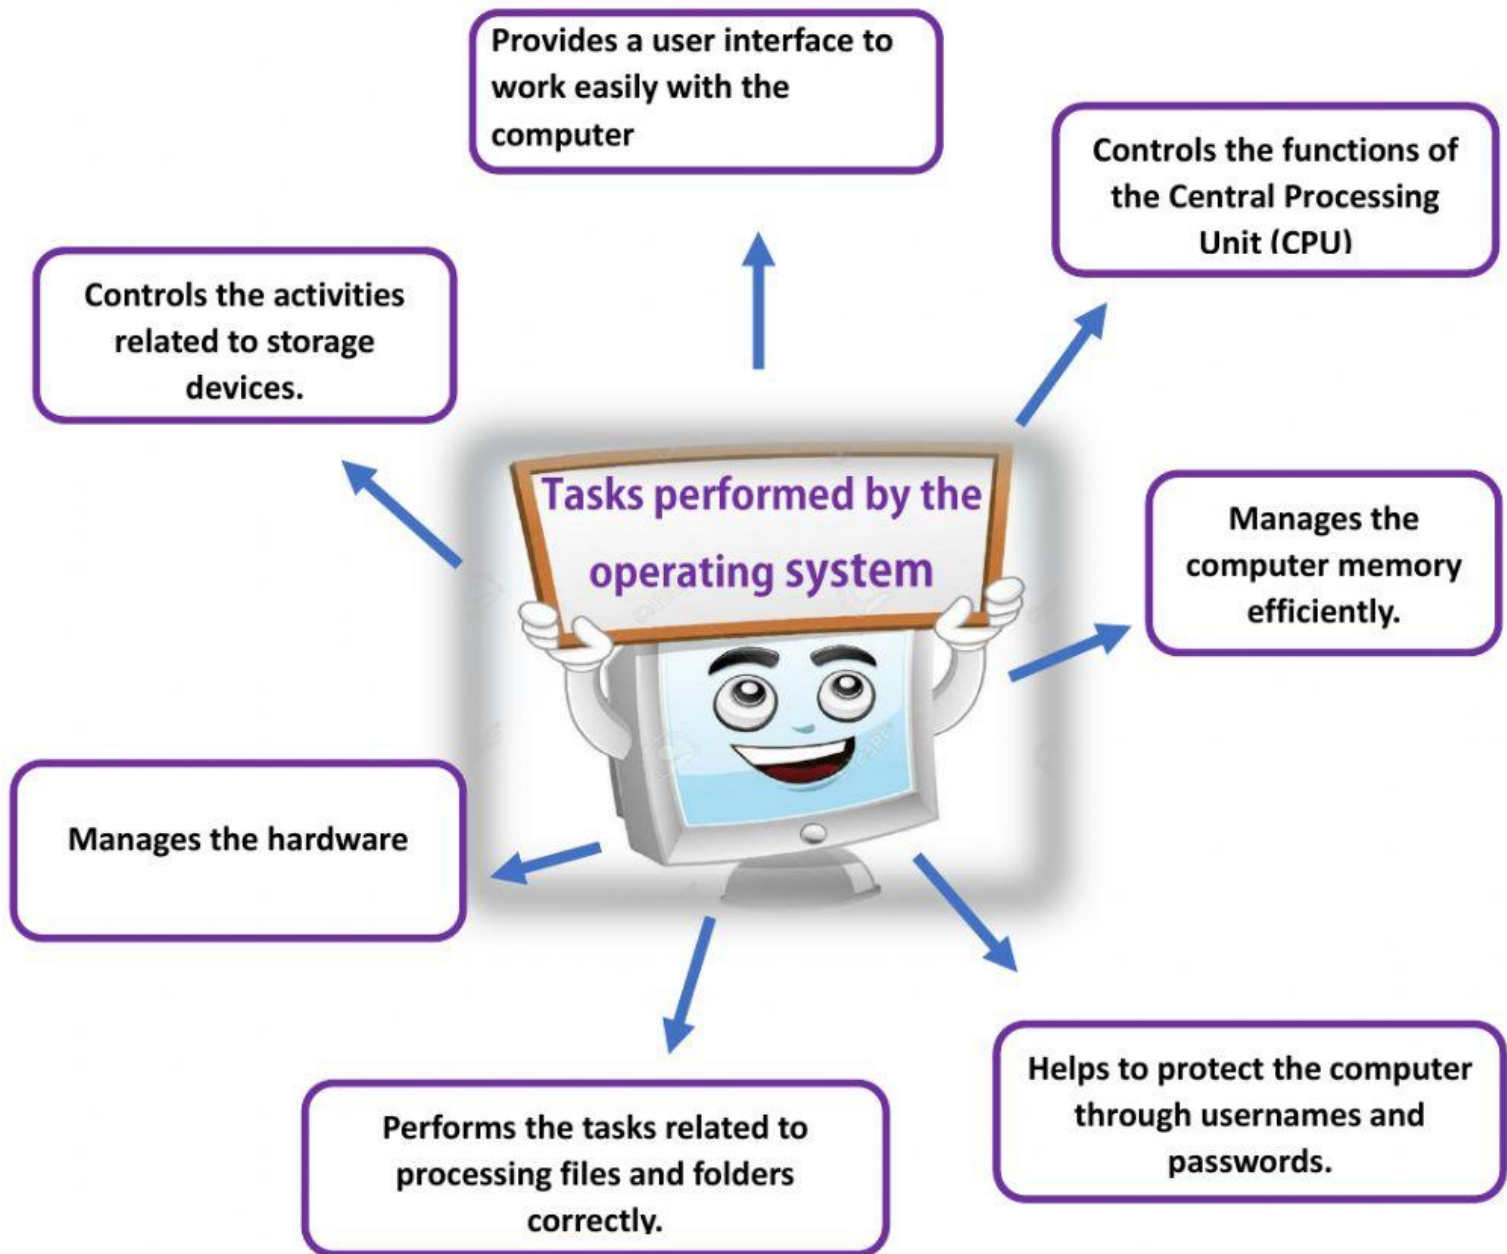 Provides a user interface to
work easily with the
computer
Controls the functions of
the Central Processing
Unit (CPU)
Controls the activities
related to storage
devices.
Tasks performed by the
operating system
Manages the
computer memory
efficiently.
Manages the hardware
Helps to protect the computer
through usernames and
passwords.
Performs the tasks related to
processing files and folders
correctly.